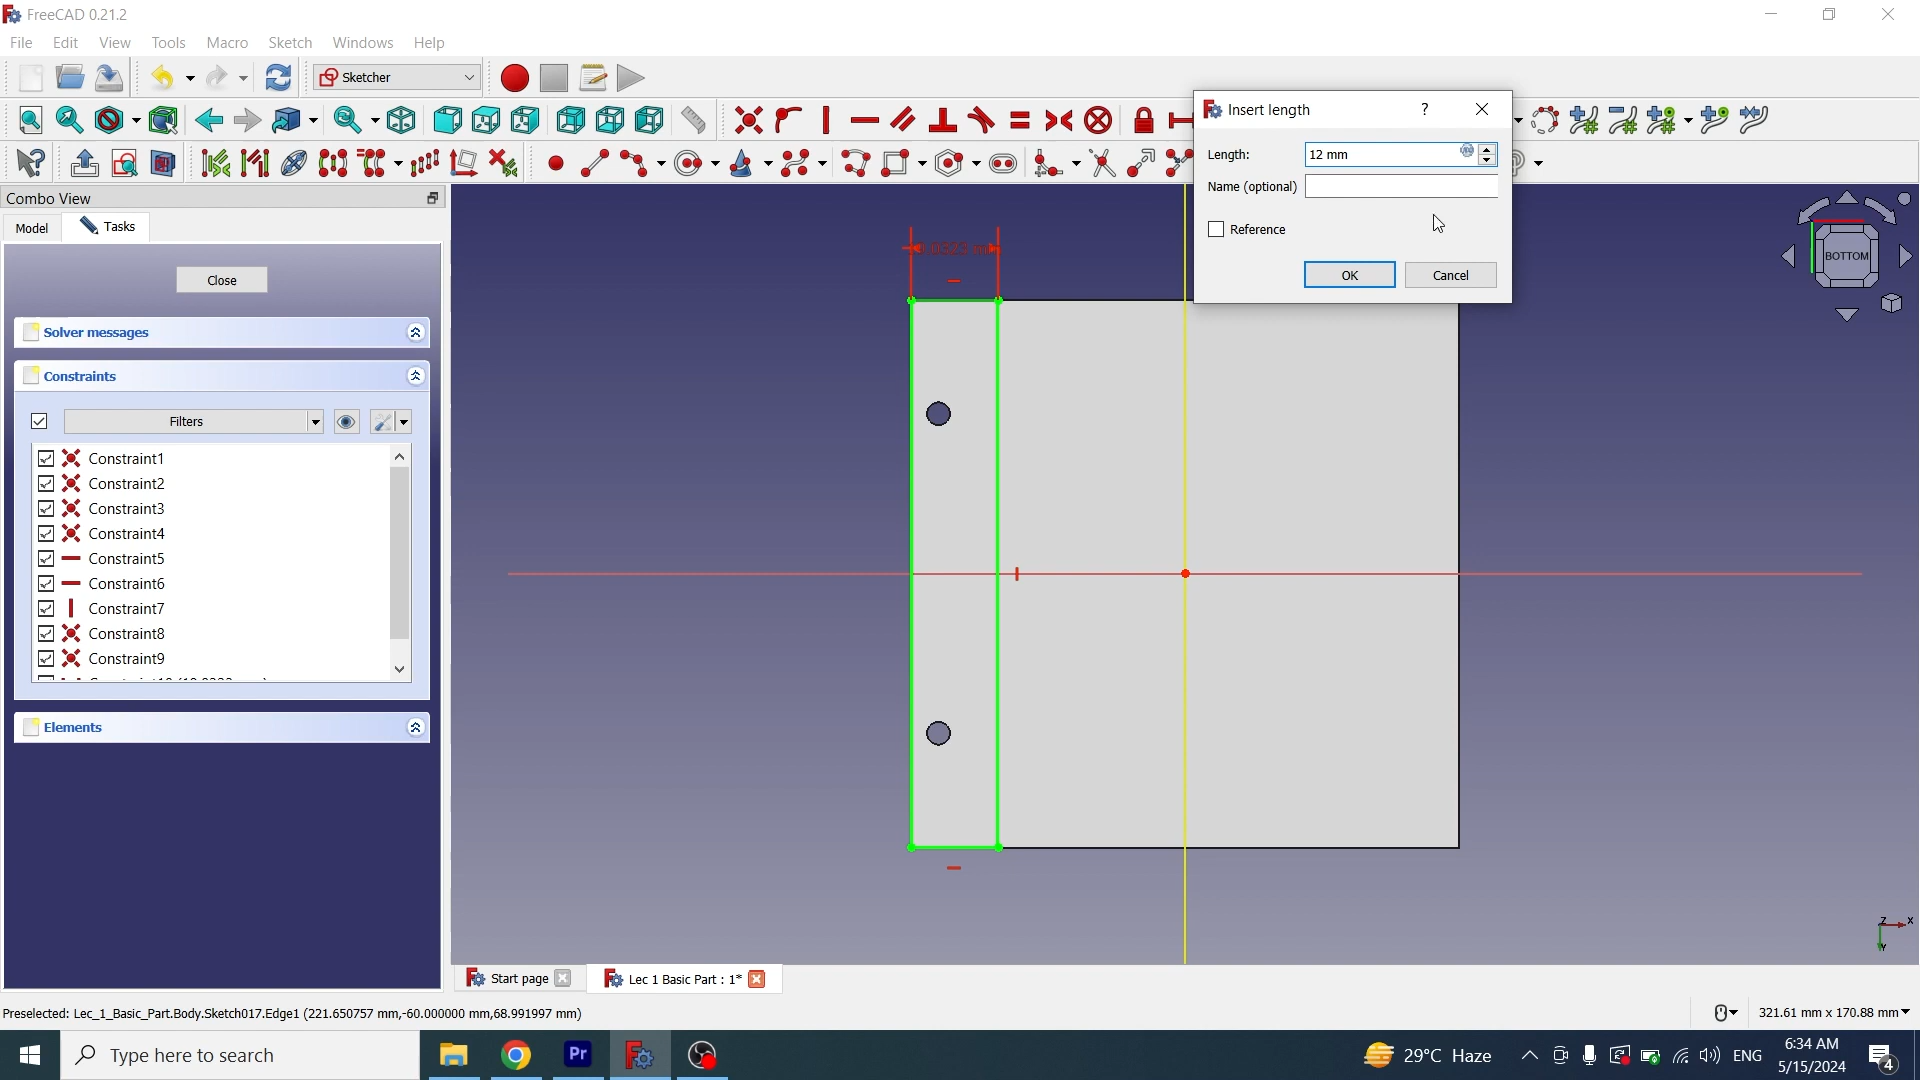 FreeCAD 0.21.2
File Edit View Tools Macro Sketch Windows Help
Sketcher
Insert length
Length: 12 mm
Name (optional)
Reference
OK Cancel
Combo View
Model Tasks
Close
Solver messages
Constraints
Filters
Constraint1
Constraint2
Constraint3
Constraint4
Constraint5
Constraint6
Constraint7
Constraint8
Constraint9
Elements
BOTTOM
Z X
Y
Start page
Lec 1 Basic Part : 1*
Preselected: Lec_1_Basic_Part.Body.Sketch017.Edge1 (221.650757 mm,-60.000000 mm,68.991997 mm)
321.61 mm x 170.88 mm
Type here to search
Pr
29°C Haze
ENG
6:34 AM
5/15/2024
4